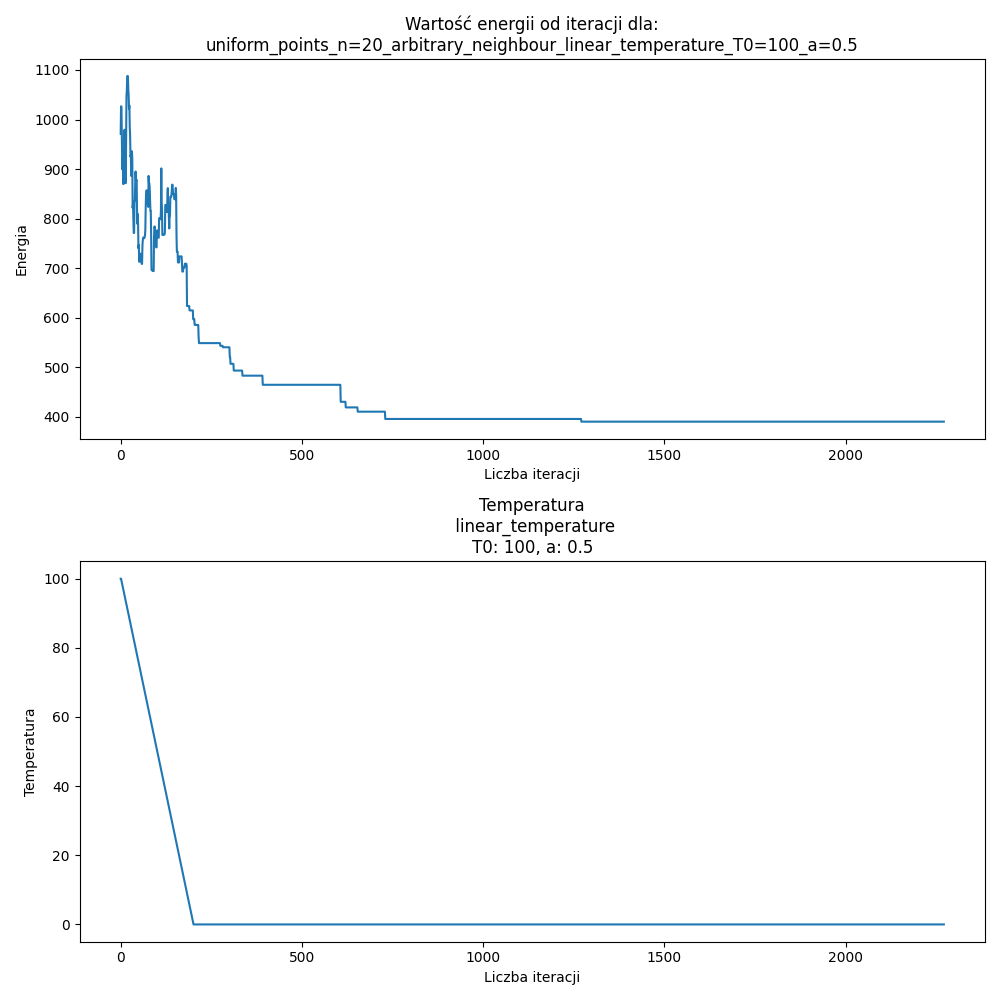 Wartość energii od iteracji dla:
uniform_points_n=20_arbitrary_neighbour_linear_temperature_T0=100_a=0.5
1100
1000
900
800
700
600
500
400
Energia
0 500 1000 1500 2000
Liczba iteracji
Temperatura
linear_temperature
T0: 100, a: 0.5
100
80
60
40
20
0
Temperatura
0 500 1000 1500 2000
Liczba iteracji